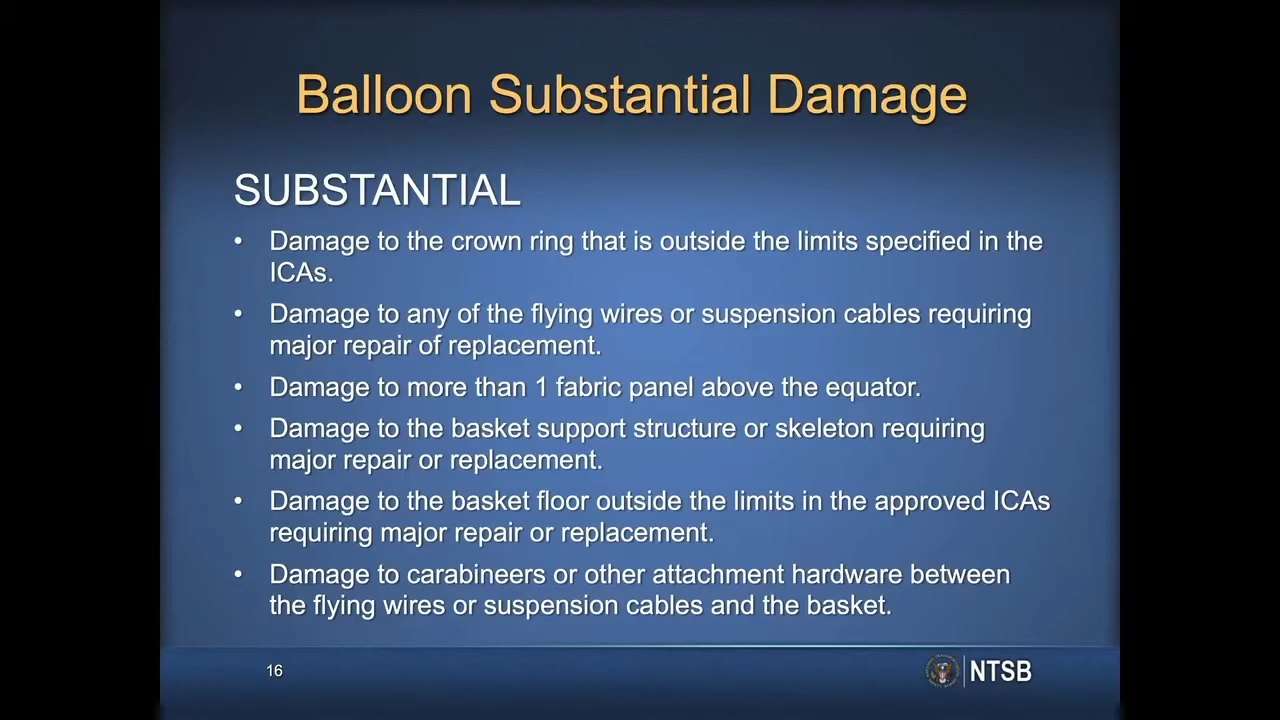 Balloon Substantial Damage
SUBSTANTIAL
• Damage to the crown ring that is outside the limits specified in the
ICAs.
• Damage to any of the flying wires or suspension cables requiring
major repair of replacement.
• Damage to more than 1 fabric panel above the equator.
• Damage to the basket support structure or skeleton requiring
major repair or replacement.
• Damage to the basket floor outside the limits in the approved ICAs
requiring major repair or replacement.
• Damage to carabineers or other attachment hardware between
the flying wires or suspension cables and the basket.
16
NTSB